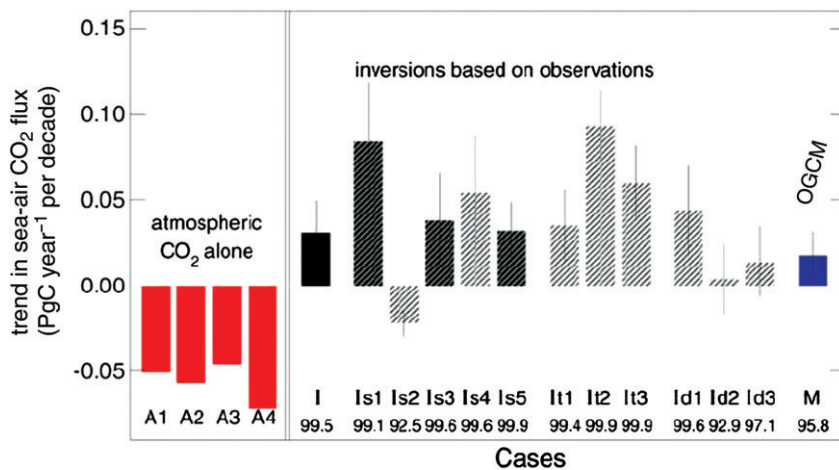 trend in sea-air CO₂ flux
(PgC year⁻¹ per decade)
0.15
0.10
0.05
0.00
-0.05
atmospheric
CO₂ alone
inversions based on observations
OGCM
A1 A2 A3 A4
I Is1 Is2 Is3 Is4 Is5 It1 It2 It3 Id1 Id2 Id3 M
99.5 99.1 92.5 99.6 99.6 99.9 99.4 99.9 99.9 99.6 92.9 97.1 95.8
Cases